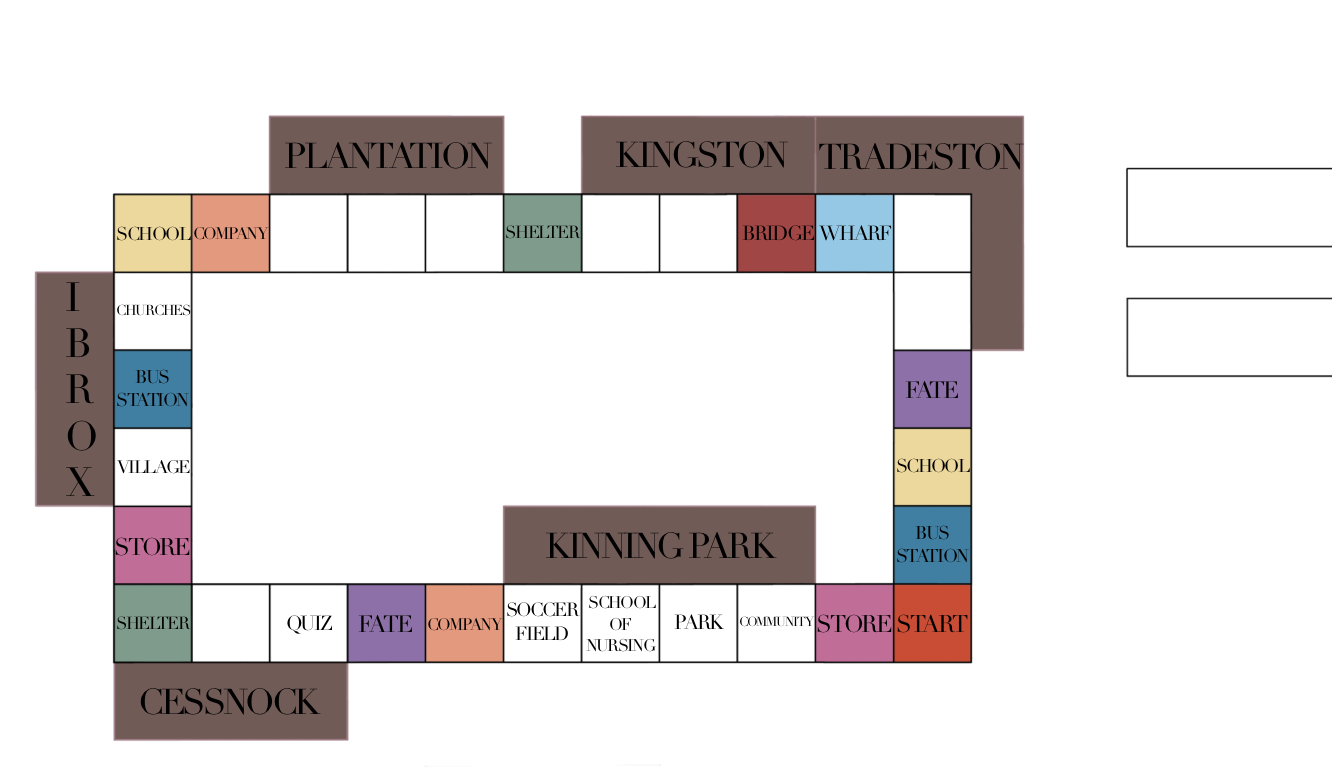 PLANTATION
KINGSTON
TRADESTON
SCHOOL
COMPANY
SHELTER
BRIDGE
WHARF
I
B
R
O
X
CHURCHES
BUS
STATION
FATE
VILLAGE
SCHOOL
STORE
KINNING PARK
BUS
STATION
SHELTER
QUIZ
FATE
COMPANY
SOCCER
FIELD
SCHOOL
OF
NURSING
PARK
COMMUNITY
STORE
START
CESSNOCK